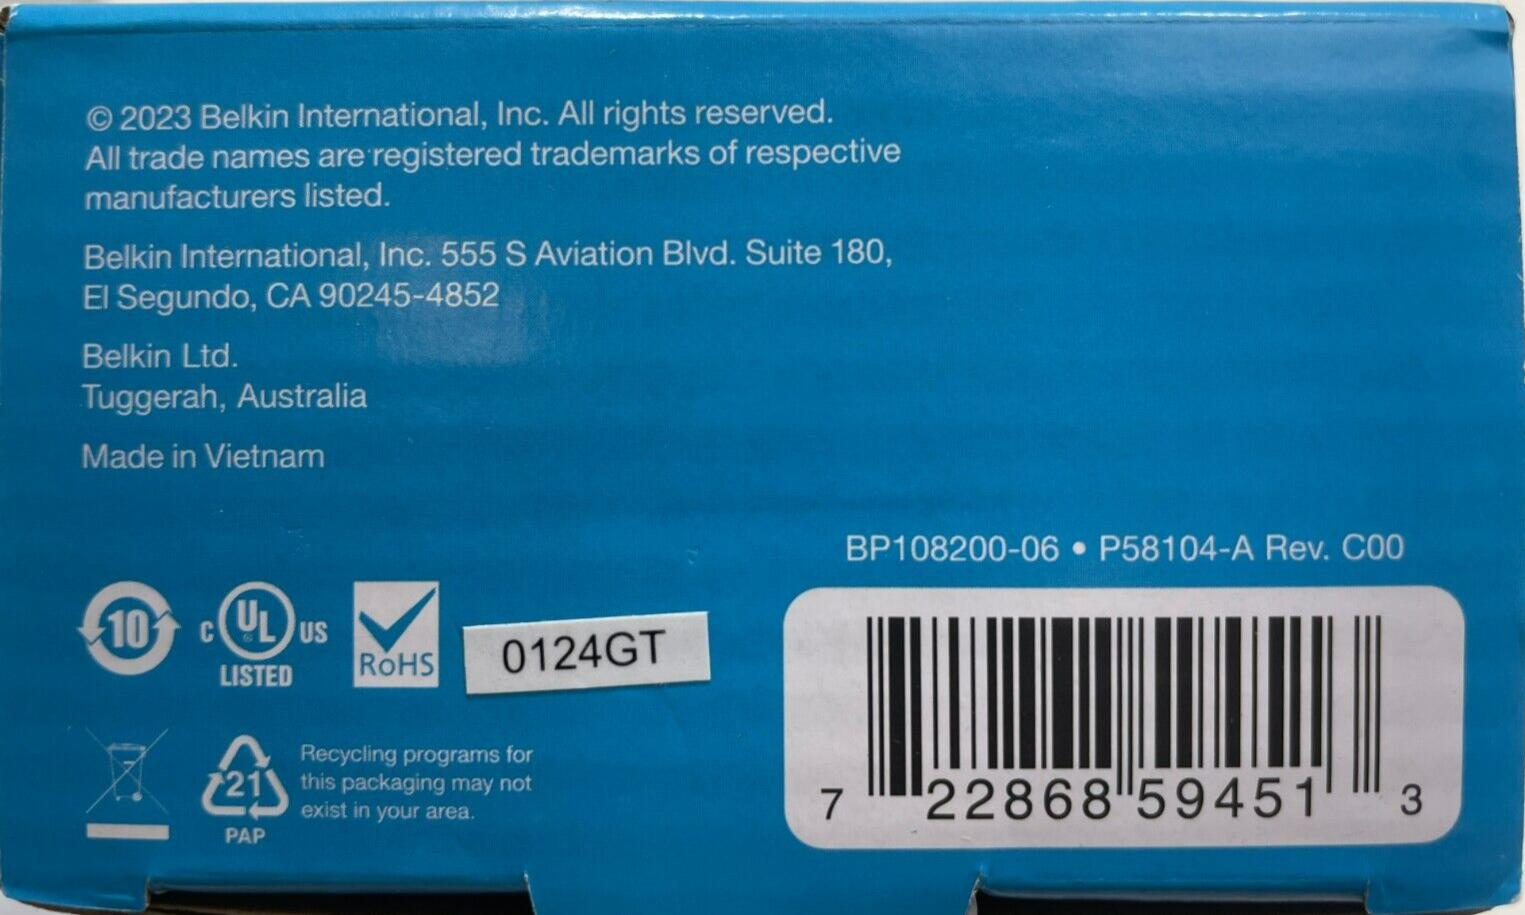 © 2023 Belkin International, Inc. All rights reserved.
All trade names are registered trademarks of respective
manufacturers listed.
Belkin International, Inc. 555 S Aviation Blvd. Suite 180,
El Segundo, CA 90245-4852
Belkin Ltd.
Tuggerah, Australia
Made in Vietnam
BP108200-06 • P58104-A Rev. C00
10
C UL US
LISTED
RoHS
0124GT
21
PAP
Recycling programs for
this packaging may not
exist in your area.
7 22868 59451 3